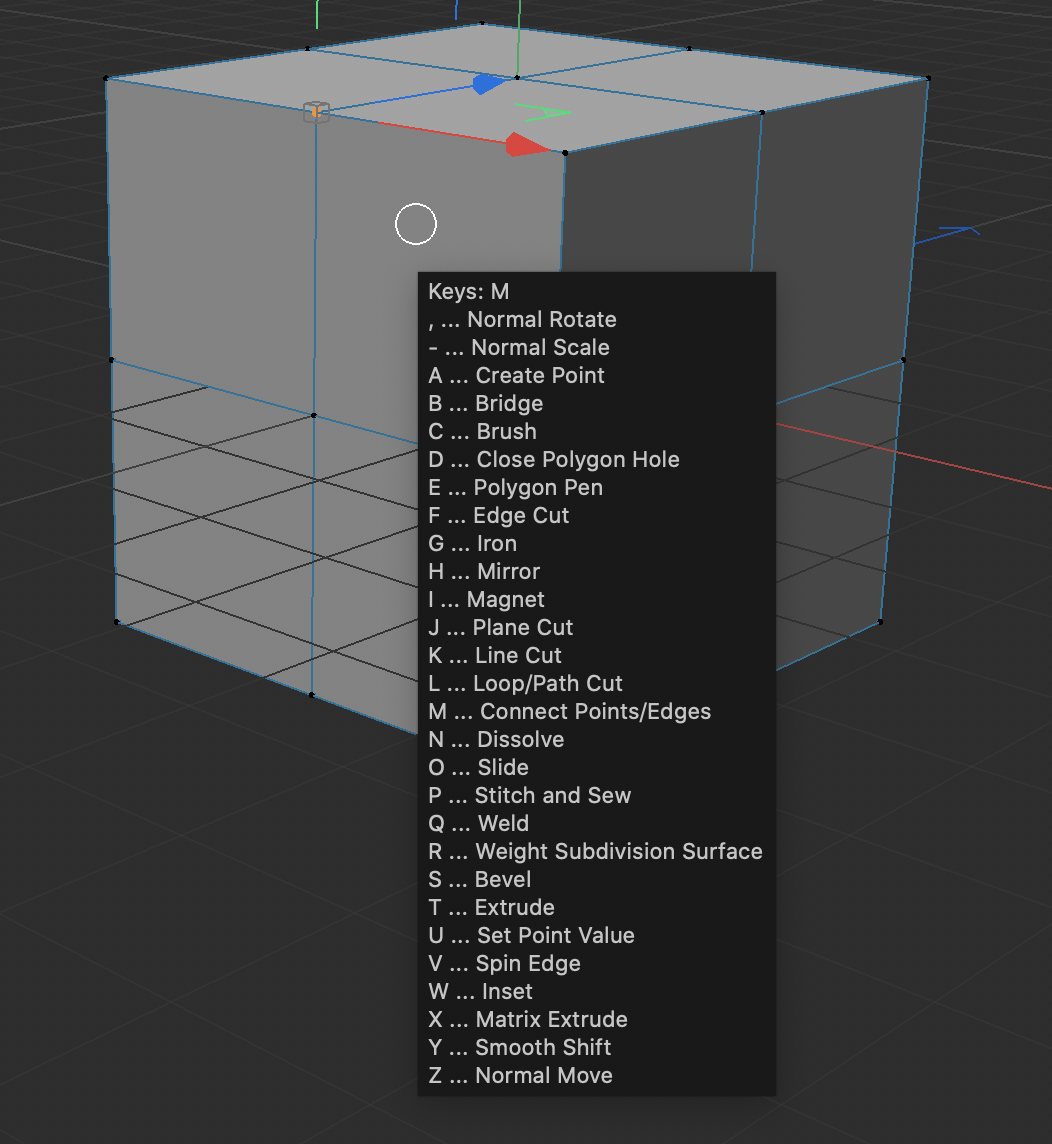 Keys: M
, ... Normal Rotate
- ... Normal Scale
A ... Create Point
B ... Bridge
C ... Brush
D ... Close Polygon Hole
E ... Polygon Pen
F ... Edge Cut
G ... Iron
H ... Mirror
I ... Magnet
J ... Plane Cut
K ... Line Cut
L ... Loop/Path Cut
M ... Connect Points/Edges
N ... Dissolve
O ... Slide
P ... Stitch and Sew
Q ... Weld
R ... Weight Subdivision Surface
S ... Bevel
T ... Extrude
U ... Set Point Value
V ... Spin Edge
W ... Inset
X ... Matrix Extrude
Y ... Smooth Shift
Z ... Normal Move